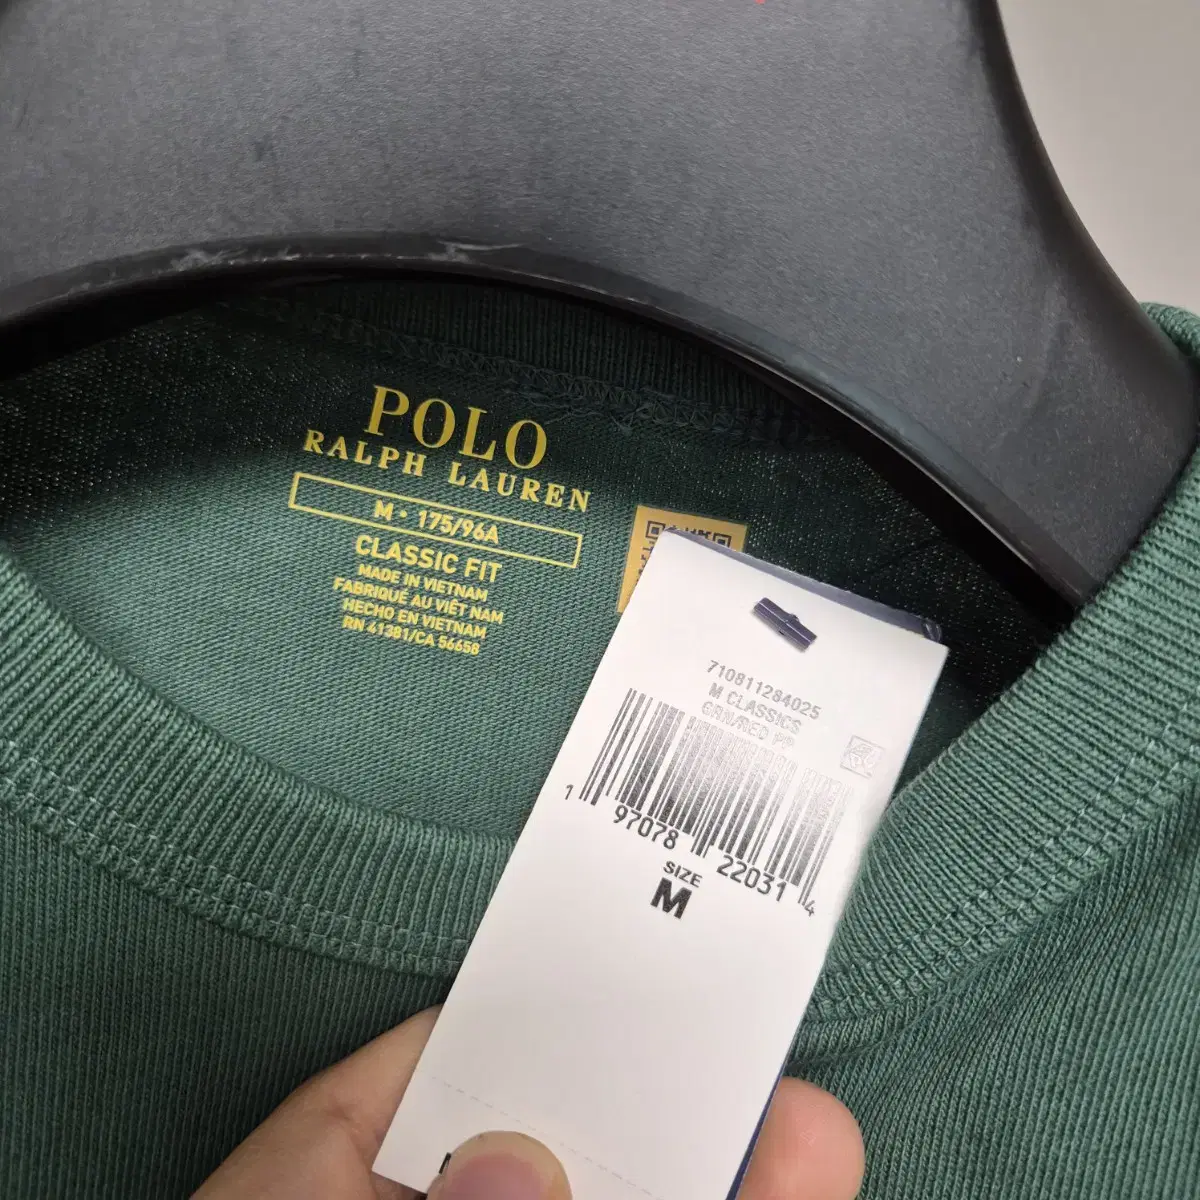 POLO
RALPH LAUREN
M • 175/96A
CLASSIC FIT
MADE IN VIETNAM
FABRIQUÉ AU VIÊT NAM
HECHO EN VIETNAM
RN 41381/CA 56658
710811284025
M CLASSICS
GRN/RED PP
1 97078 22031 4
SIZE
M